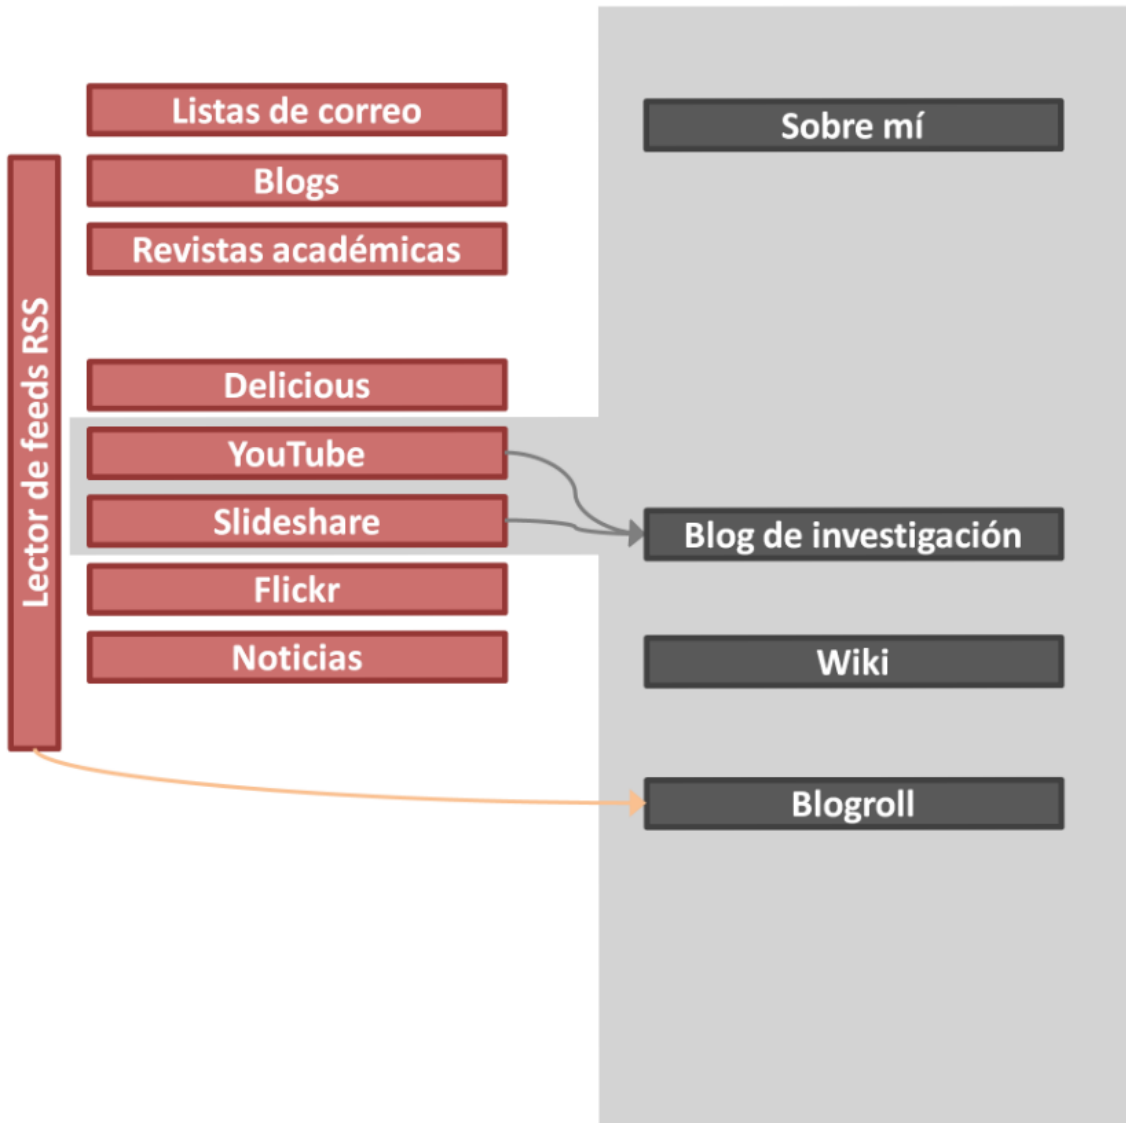 Listas de correo
Sobre mí
Blogs
Revistas académicas
Lector de feeds RSS
Delicious
YouTube
Slideshare
Blog de investigación
Flickr
Noticias
Wiki
Blogroll